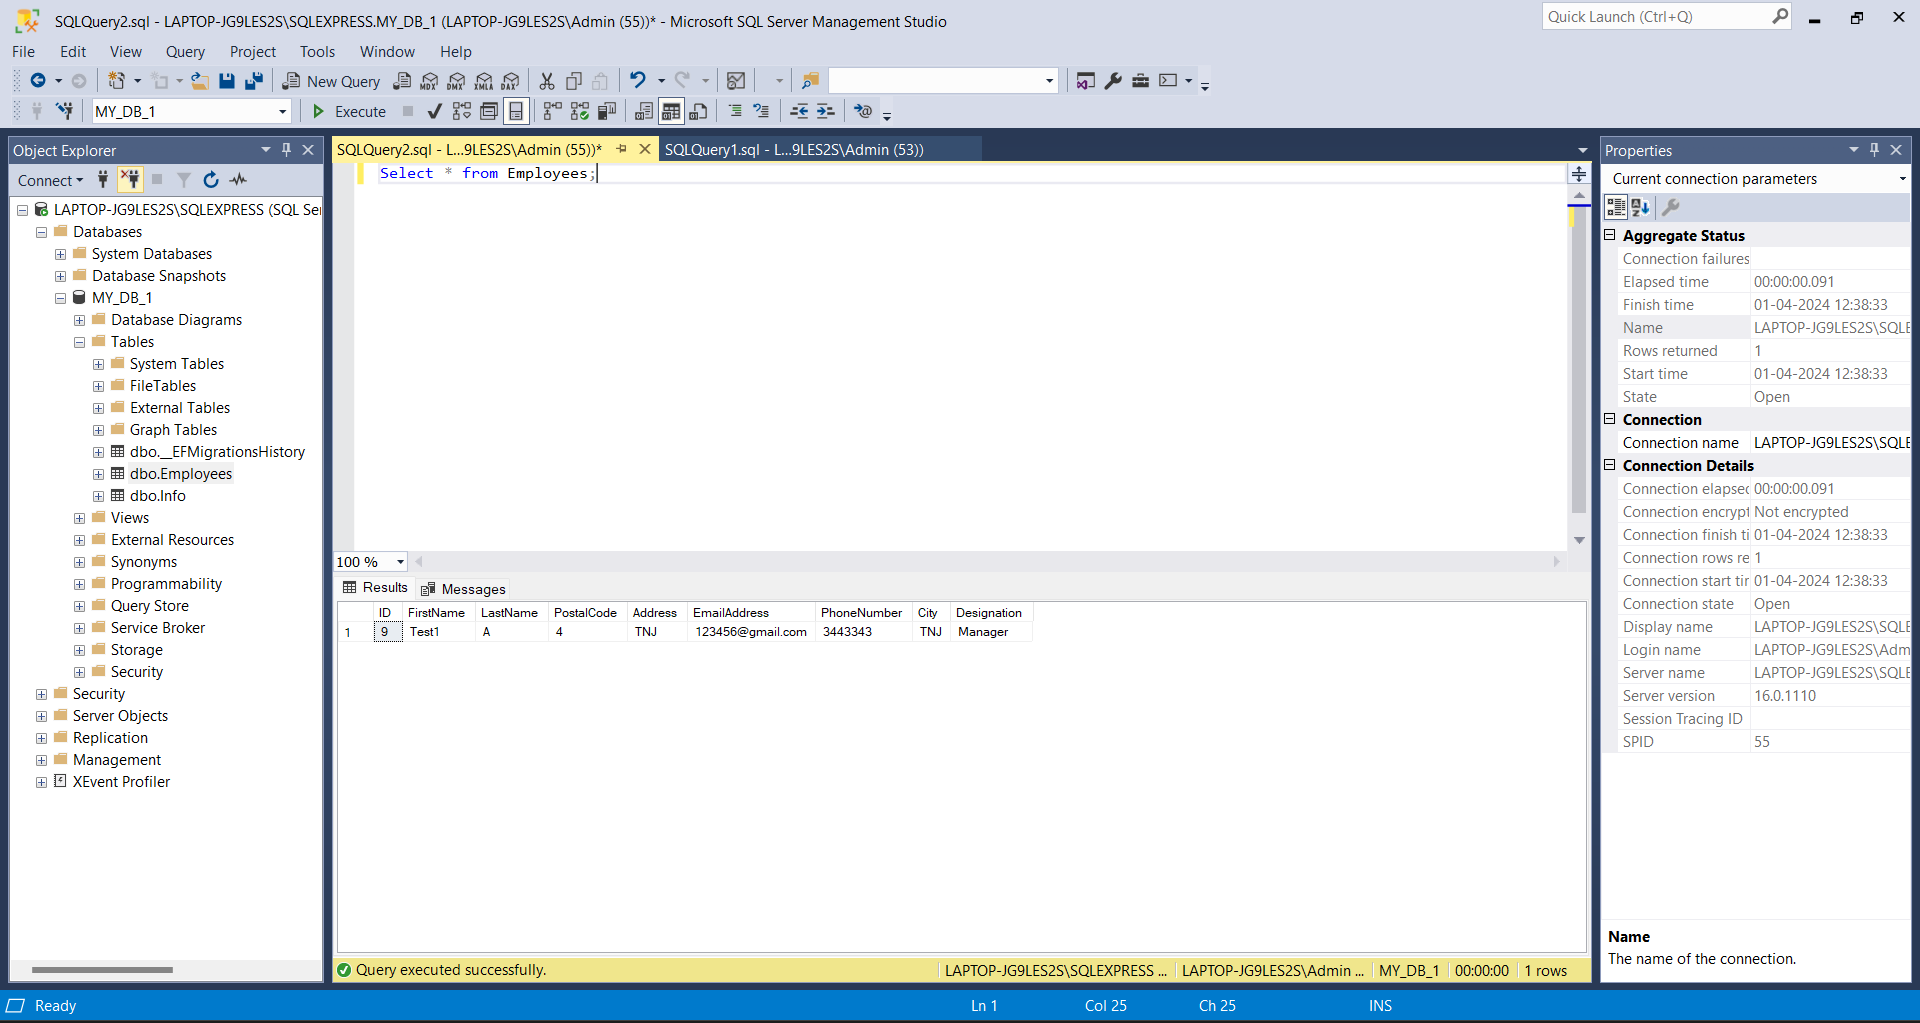 SQLQuery2.sql - LAPTOP-JG9LES2S\SQLEXPRESS.MY_DB_1 (LAPTOP-JG9LES2S\Admin (55))* - Microsoft SQL Server Management Studio
Quick Launch (Ctrl+Q)
File Edit View Query Project Tools Window Help
New Query MDX DMX XMLA DAX
MY_DB_1 Execute
Object Explorer
Connect
LAPTOP-JG9LES2S\SQLEXPRESS (SQL Ser
Databases
System Databases
Database Snapshots
MY_DB_1
Database Diagrams
Tables
System Tables
FileTables
External Tables
Graph Tables
dbo.__EFMigrationsHistory
dbo.Employees
dbo.Info
Views
External Resources
Synonyms
Programmability
Query Store
Service Broker
Storage
Security
Security
Server Objects
Replication
Management
XEvent Profiler
SQLQuery2.sql - L...9LES2S\Admin (55))* SQLQuery1.sql - L...9LES2S\Admin (53))
Select * from Employees;
100 %
Results Messages
ID FirstName LastName PostalCode Address EmailAddress PhoneNumber City Designation
1 9 Test1 A 4 TNJ 123456@gmail.com 3443343 TNJ Manager
Query executed successfully. LAPTOP-JG9LES2S\SQLEXPRESS ... LAPTOP-JG9LES2S\Admin ... MY_DB_1 00:00:00 1 rows
Properties
Current connection parameters
Aggregate Status
Connection failures
Elapsed time 00:00:00.091
Finish time 01-04-2024 12:38:33
Name LAPTOP-JG9LES2S\SQLE
Rows returned 1
Start time 01-04-2024 12:38:33
State Open
Connection
Connection name LAPTOP-JG9LES2S\SQLE
Connection Details
Connection elapsec 00:00:00.091
Connection encrypt Not encrypted
Connection finish ti 01-04-2024 12:38:33
Connection rows re 1
Connection start tir 01-04-2024 12:38:33
Connection state Open
Display name LAPTOP-JG9LES2S\SQLE
Login name LAPTOP-JG9LES2S\Adm
Server name LAPTOP-JG9LES2S\SQLE
Server version 16.0.1110
Session Tracing ID
SPID 55
Name
The name of the connection.
Ready Ln 1 Col 25 Ch 25 INS